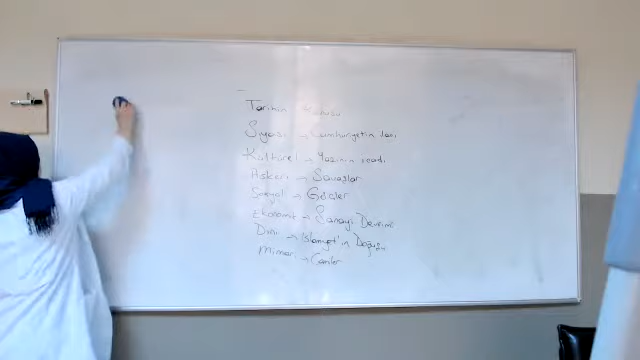 Tarihin Konusu
Siyasi → Cumhuriyetin ilanı
Kültürel → Yazının icadı
Askeri → Savaşlar
Sosyal → Göçler
Ekonomik → Sanayi Devrimi
Dini → İslamiyet'in Doğuşu
Mimari → Camiler